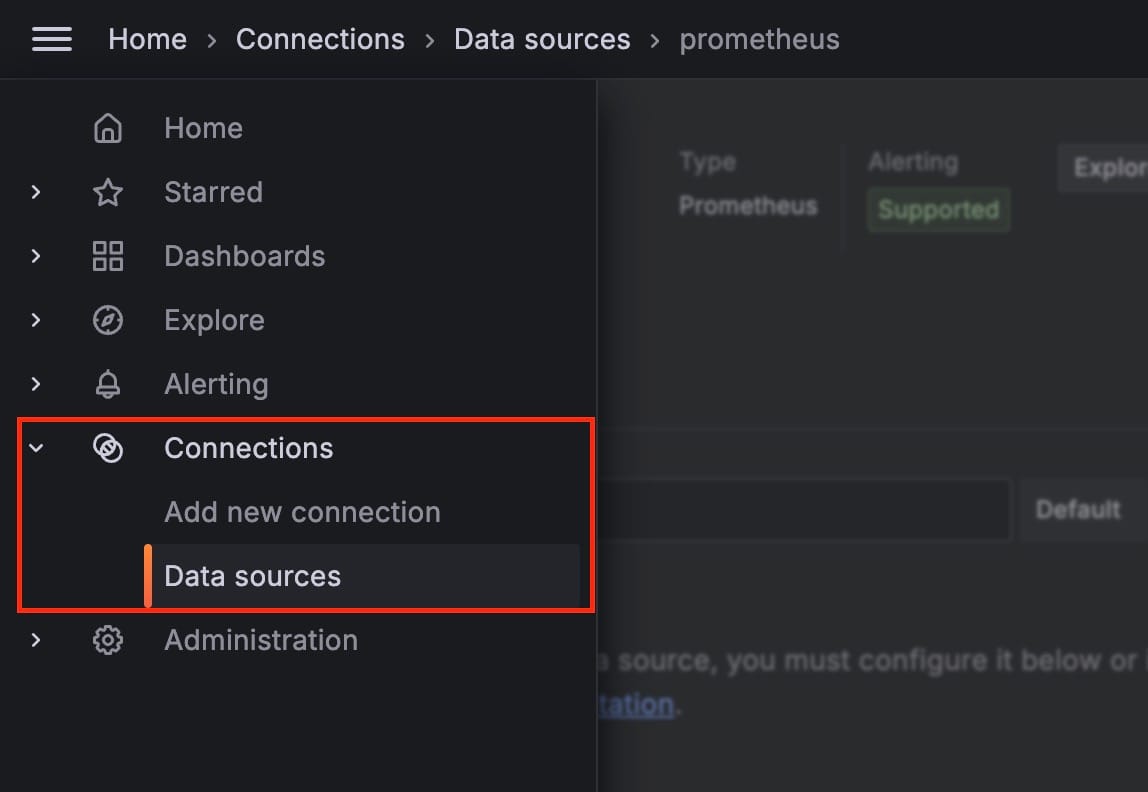 Home › Connections › Data sources › prometheus
Home
Starred
Dashboards
Explore
Alerting
Connections
Add new connection
Data sources
Administration
Type
Prometheus
Alerting
Supported
Explor
Default
a source, you must configure it below or
tation.